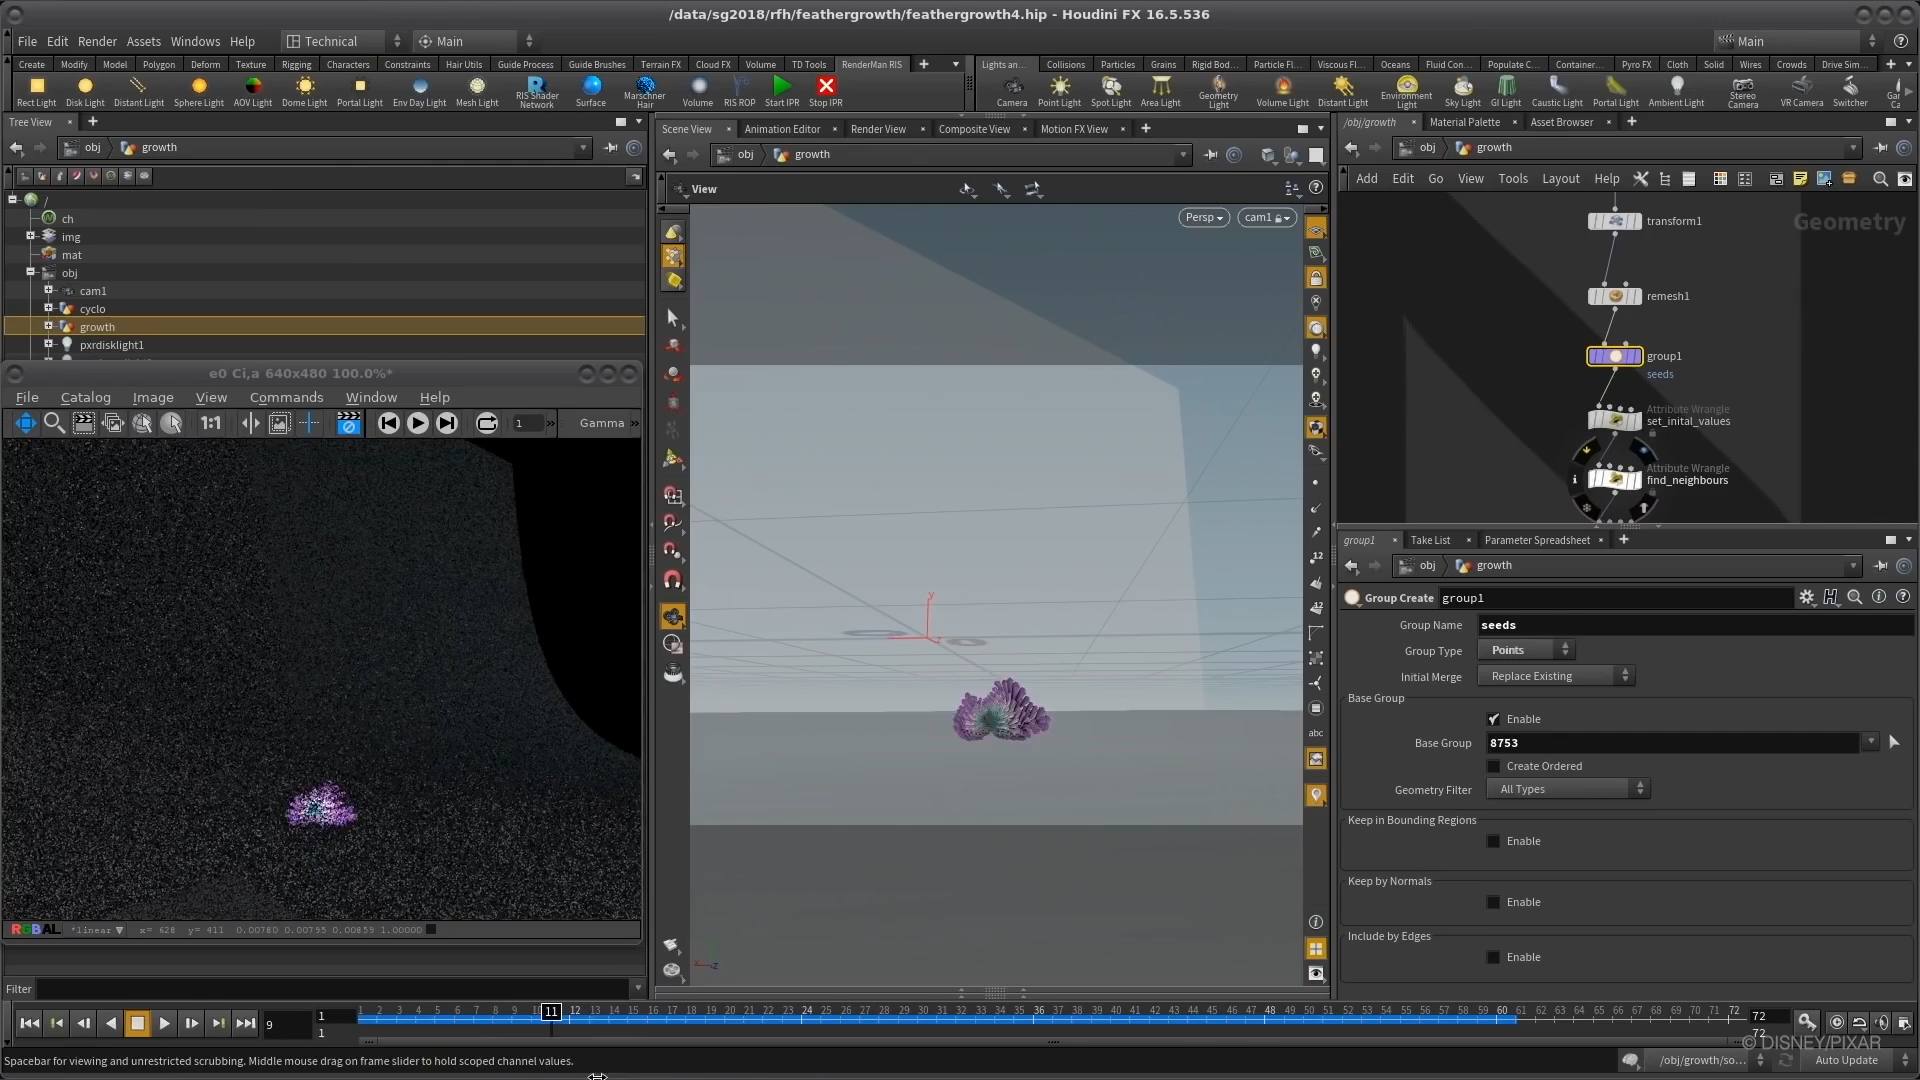 /data/sg2018/rfh/feathergrowth/feathergrowth4.hip - Houdini FX 16.5.536
File Edit Render Assets Windows Help Technical Main Main
Create Modify Model Polygon Deform Texture Rigging Characters Constraints Hair Utils Guide Process Guide Brushes Terrain FX Cloud FX Volume TD Tools RenderMan RIS
Lights an... Collisions Particles Grains Rigid Bod... Particle Fl... Viscous Fl... Oceans Fluid Con... Populate C... Container... Pyro FX Cloth Solid Wires Crowds Drive Sim...
Rect Light Disk Light Distant Light Sphere Light AOV Light Dome Light Portal Light Env Day Light Mesh Light RIS Shader Network Surface Marschner Hair Volume RIS ROP Start IPR Stop IPR
Camera Point Light Spot Light Area Light Geometry Light Volume Light Distant Light Environment Light Sky Light GI Light Caustic Light Portal Light Ambient Light Stereo Camera VR Camera Switcher
Tree View
obj growth
/
ch
img
mat
obj
cam1
cyclo
growth
pxrdisklight1
e0 Ci,a 640x480 100.0%*
File Catalog Image View Commands Window Help
1:1 1 » Gamma »
RGBAL *linear x= 628 y= 411 0.00780 0.00795 0.00859 1.00000
Filter
Scene View Animation Editor Render View Composite View Motion FX View
obj growth
View
Persp cam1
y
z
x z
12
12
abc
/obj/growth Material Palette Asset Browser
obj growth
Add Edit Go View Tools Layout Help
Geometry
transform1
remesh1
group1
seeds
Attribute Wrangle
set_inital_values
Attribute Wrangle
find_neighbours
group1 Take List Parameter Spreadsheet
obj growth
Group Create group1
Group Name seeds
Group Type Points
Initial Merge Replace Existing
Base Group
Enable
Base Group 8753
Create Ordered
Geometry Filter All Types
Keep in Bounding Regions
Enable
Keep by Normals
Enable
Include by Edges
Enable
9 1 1
1 2 3 4 5 6 7 8 9 10 11 12 13 14 15 16 17 18 19 20 21 22 23 24 25 26 27 28 29 30 31 32 33 34 35 36 37 38 39 40 41 42 43 44 45 46 47 48 49 50 51 52 53 54 55 56 57 58 59 60 61 62 63 64 65 66 67 68 69 70 71 72
72
72
© DISNEY/PIXAR
Spacebar for viewing and unrestricted scrubbing. Middle mouse drag on frame slider to hold scoped channel values.
/obj/growth/so... Auto Update